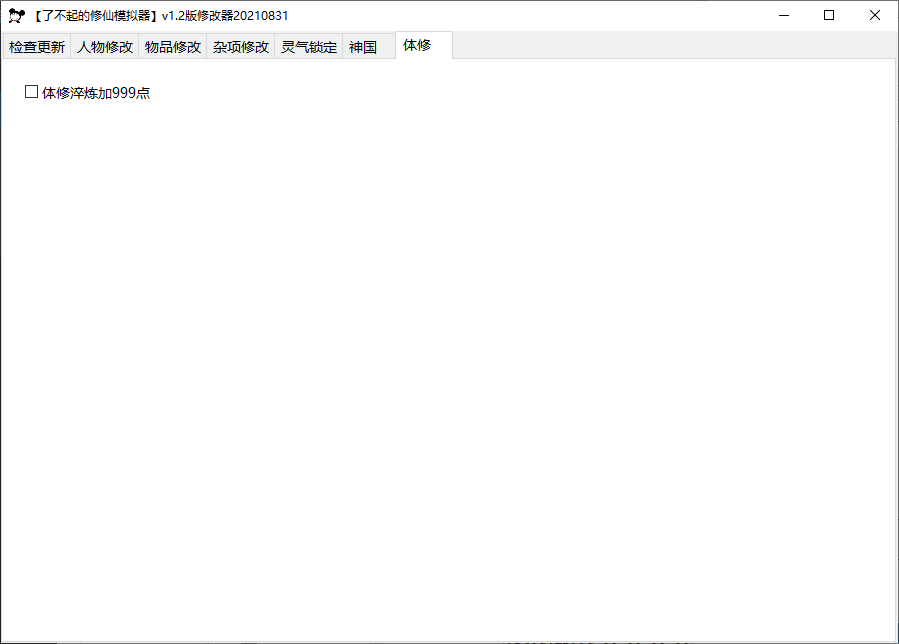 【了不起的修仙模拟器】v1.2版修改器20210831
检查更新 人物修改 物品修改 杂项修改 灵气锁定 神国 体修
体修淬炼加999点